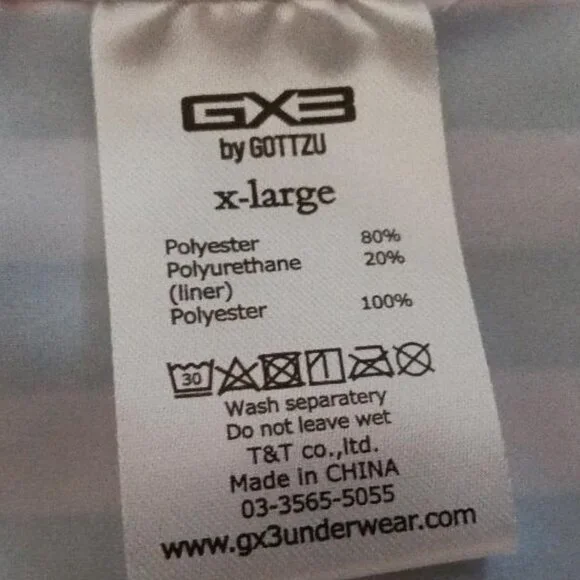 GX3
by GOTTZU
x-large
Polyester 80%
Polyurethane 20%
(liner)
Polyester 100%
30
Wash separatery
Do not leave wet
T&T co.,ltd.
Made in CHINA
03-3565-5055
www.gx3underwear.com